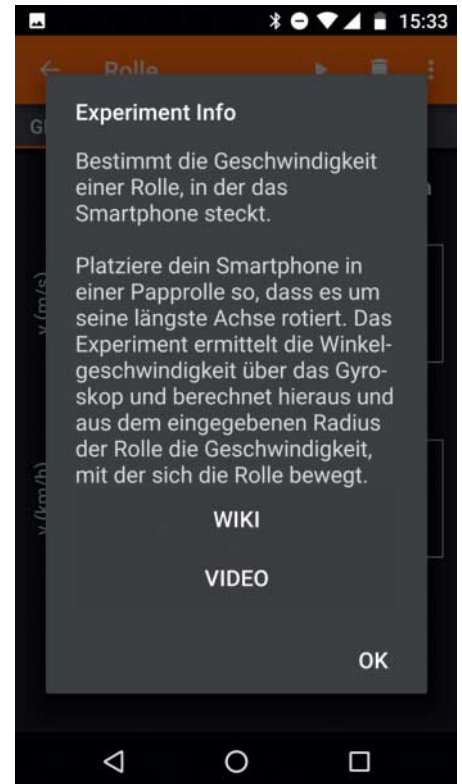 15:33
Rolle
Experiment Info
Bestimmt die Geschwindigkeit
einer Rolle, in der das
Smartphone steckt.
Platziere dein Smartphone in
einer Papprolle so, dass es um
seine längste Achse rotiert. Das
Experiment ermittelt die Winkel-
geschwindigkeit über das Gyro-
skop und berechnet hieraus und
aus dem eingegebenen Radius
der Rolle die Geschwindigkeit,
mit der sich die Rolle bewegt.
v (m/s)
v (km/h)
WIKI
VIDEO
OK